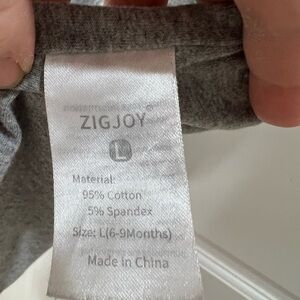 ZIGJOY®
L
Material:
95% Cotton
5% Spandex
Size: L(6-9Months)
Made in China